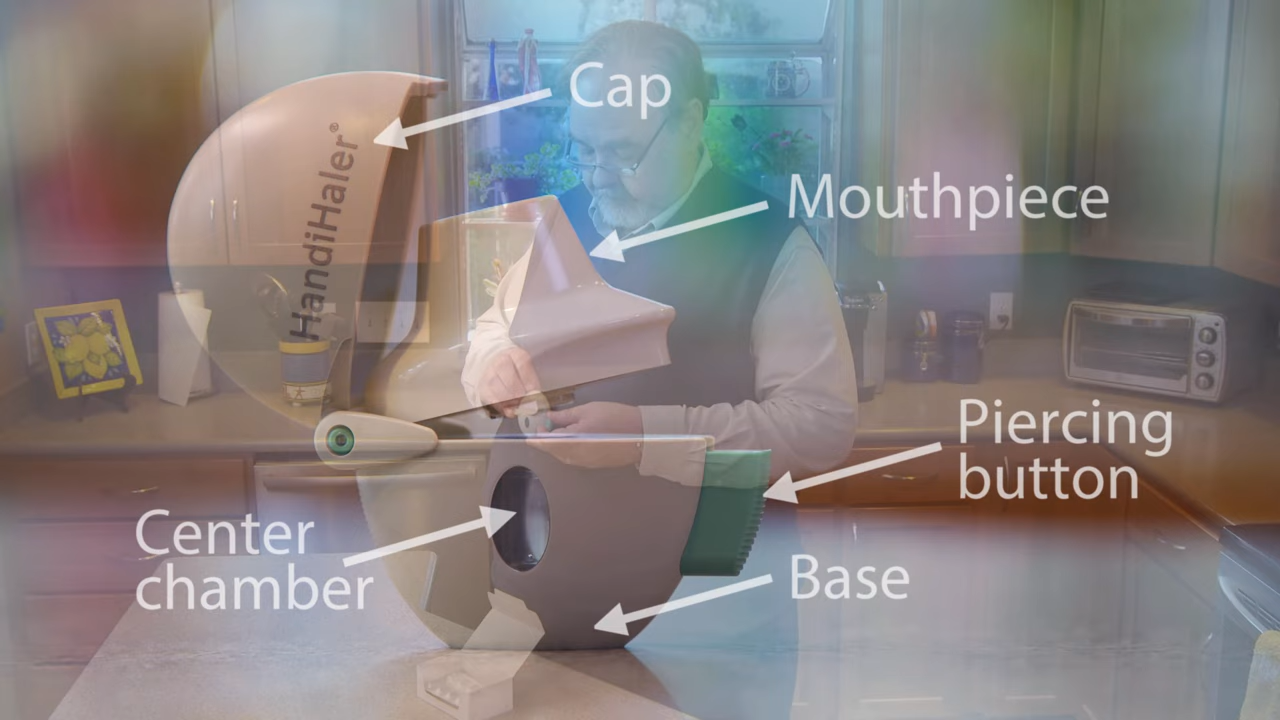 Cap
HandiHaler®
Mouthpiece
Piercing
button
Center
chamber
Base